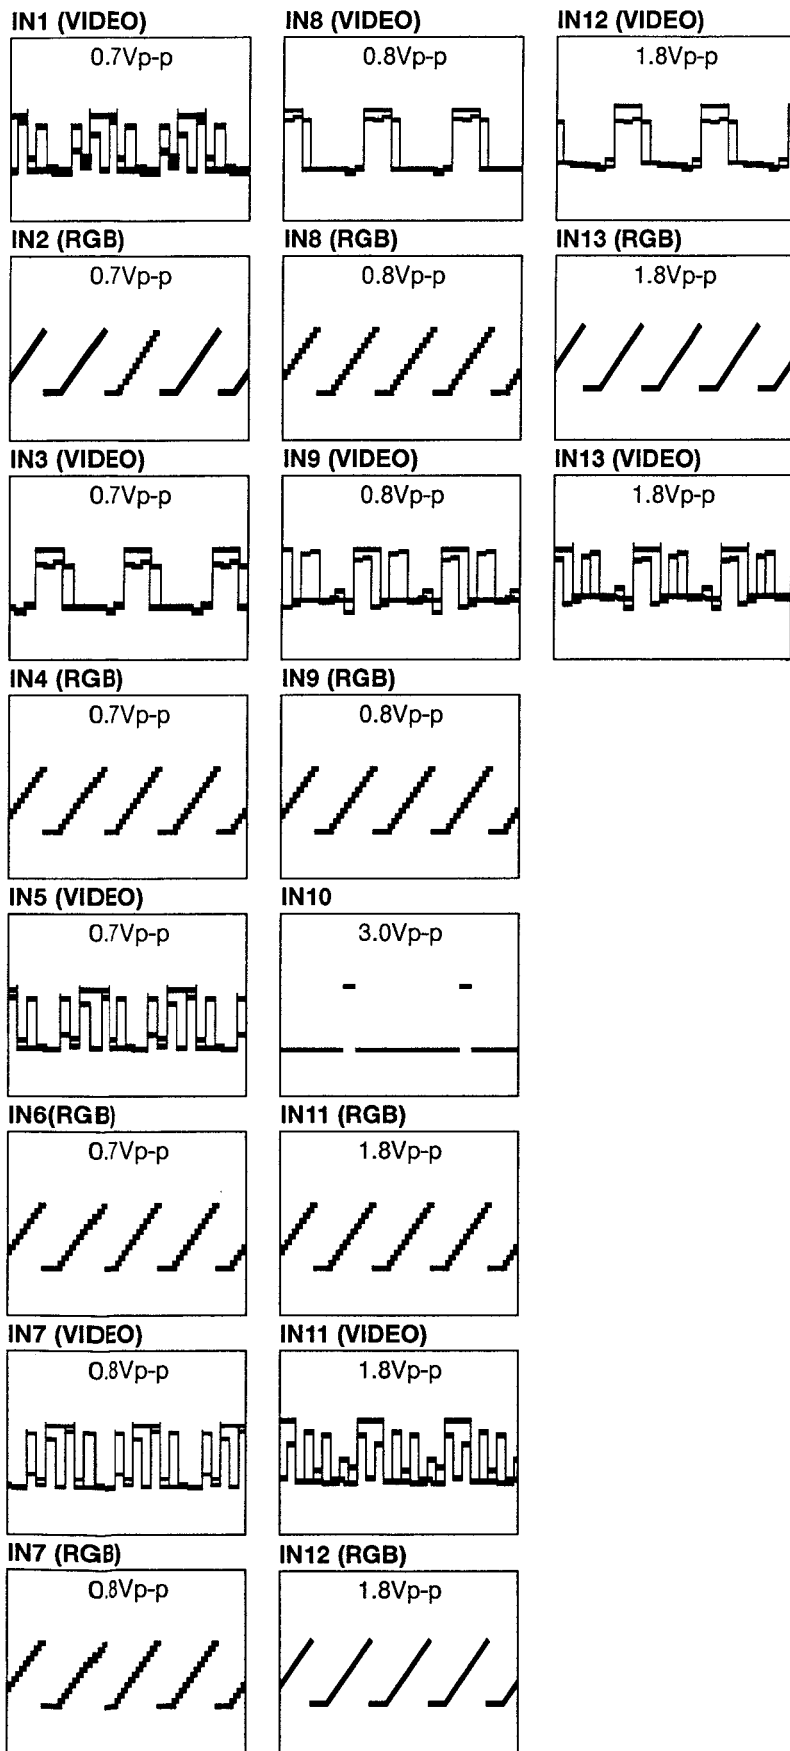 IN1 (VIDEO)
0.7Vp-p
IN2 (RGB)
0.7Vp-p
IN3 (VIDEO)
0.7Vp-p
IN4 (RGB)
0.7Vp-p
IN5 (VIDEO)
0.7Vp-p
IN6(RGB)
0.7Vp-p
IN7 (VIDEO)
0.8Vp-p
IN7 (RGB)
0.8Vp-p
IN8 (VIDEO)
0.8Vp-p
IN8 (RGB)
0.8Vp-p
IN9 (VIDEO)
0.8Vp-p
IN9 (RGB)
0.8Vp-p
IN10
3.0Vp-p
IN11 (RGB)
1.8Vp-p
IN11 (VIDEO)
1.8Vp-p
IN12 (RGB)
1.8Vp-p
IN12 (VIDEO)
1.8Vp-p
IN13 (RGB)
1.8Vp-p
IN13 (VIDEO)
1.8Vp-p